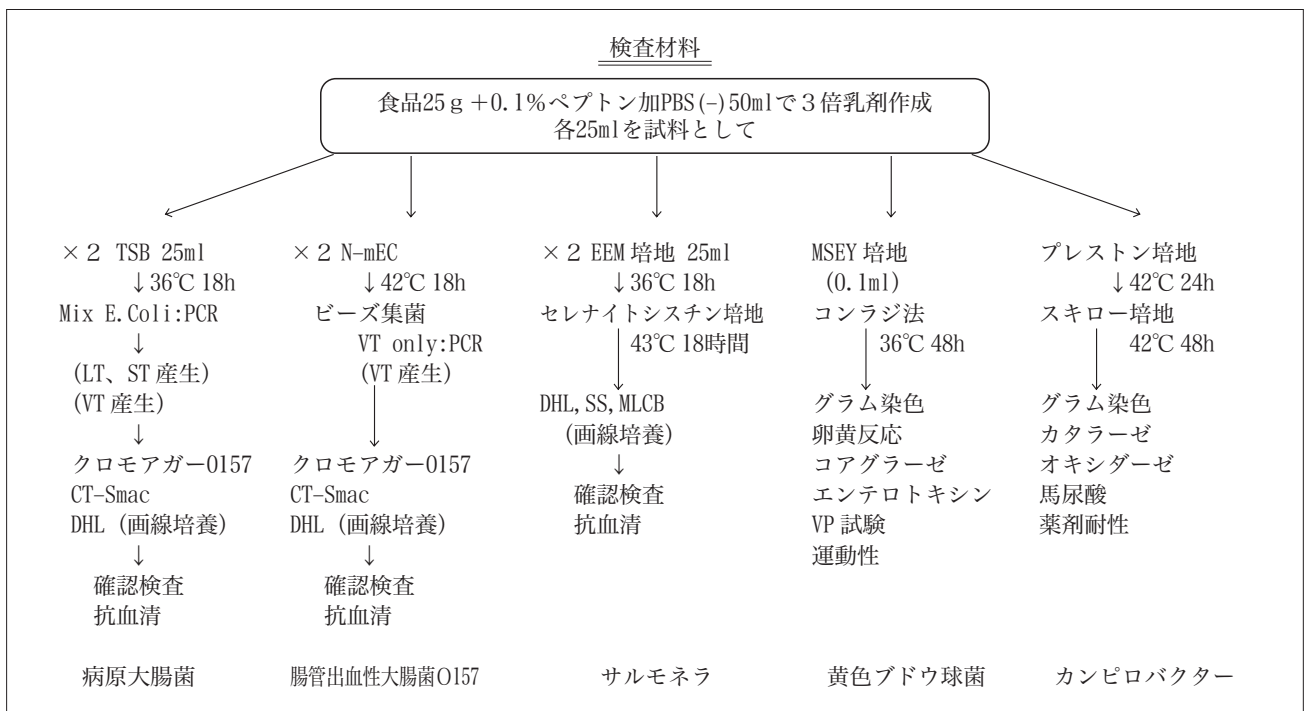 検査材料
食品25g+0.1%ペプトン加PBS(-)50mlで3倍乳剤作成
各25mlを試料として
×2 TSB 25ml
↓36℃ 18h
Mix E.Coli:PCR
↓
(LT、ST産生)
(VT産生)
↓
クロモアガー0157
CT-Smac
DHL (画線培養)
↓
確認検査
抗血清
病原大腸菌
×2 N-mEC
↓42℃ 18h
ビーズ集菌
VT only:PCR
(VT産生)
クロモアガー0157
CT-Smac
DHL (画線培養)
↓
確認検査
抗血清
腸管出血性大腸菌O157
×2 EEM培地 25ml
↓36℃ 18h
セレナイトシスチン培地
43℃ 18時間
DHL,SS,MLCB
(画線培養)
↓
確認検査
抗血清
サルモネラ
MSEY培地
(0.1ml)
コンラジ法
36℃ 48h
グラム染色
卵黄反応
コアグラーゼ
エンテロトキシン
VP試験
運動性
黄色ブドウ球菌
プレストン培地
↓42℃ 24h
スキロー培地
42℃ 48h
グラム染色
カタラーゼ
オキシダーゼ
馬尿酸
薬剤耐性
カンピロバクター